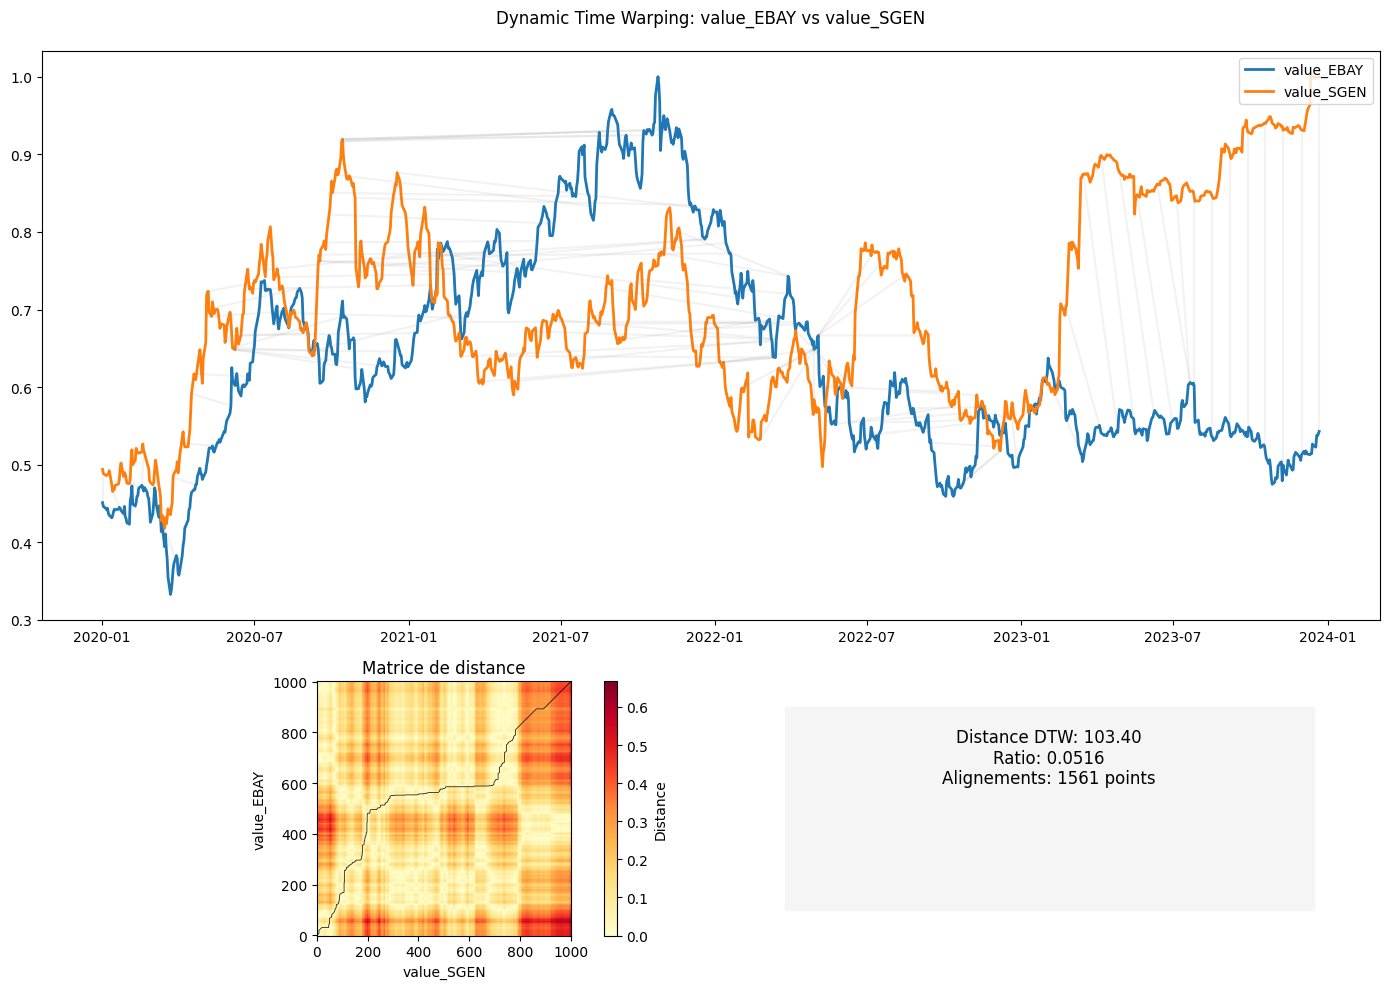 Dynamic Time Warping: value_EBAY vs value_SGEN
value_EBAY
value_SGEN
1.0
0.9
0.8
0.7
0.6
0.5
0.4
0.3
2020-01 2020-07 2021-01 2021-07 2022-01 2022-07 2023-01 2023-07 2024-01
Matrice de distance
value_EBAY
1000
800
600
400
200
0
0 200 400 600 800 1000
value_SGEN
0.6
0.5
0.4
0.3
0.2
0.1
0.0
Distance
Distance DTW: 103.40
Ratio: 0.0516
Alignements: 1561 points